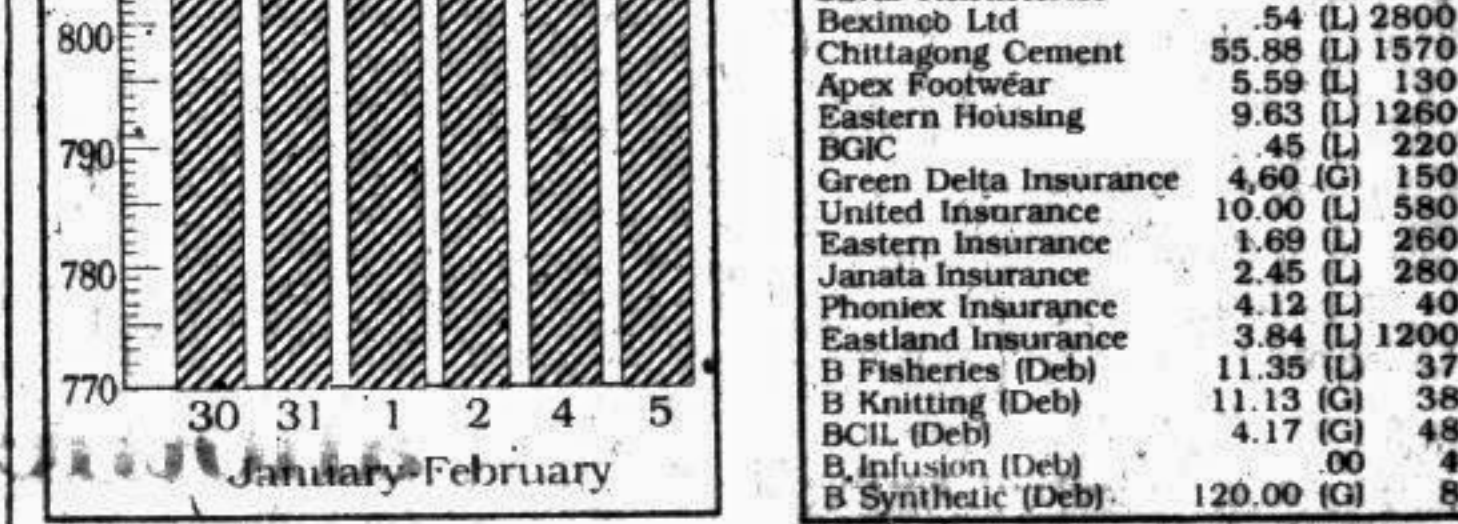 800
790
780
770
30 31 1 2 4 5
January-February
Beximco Ltd .54 (L) 2800
Chittagong Cement 55.88 (L) 1570
Apex Footwear 5.59 (L) 130
Eastern Housing 9.63 (L) 1260
BGIC .45 (L) 220
Green Delta Insurance 4.60 (G) 150
United Insurance 10.00 (L) 580
Eastern Insurance 1.69 (L) 260
Janata Insurance 2.45 (L) 280
Phoniex Insurance 4.12 (L) 40
Eastland Insurance 3.84 (L) 1200
B Fisheries (Deb) 11.35 (L) 37
B Knitting (Deb) 11.13 (G) 38
BCIL (Deb) 4.17 (G) 48
B Infusion (Deb) .00 4
B Synthetic (Deb) 120.00 (G) 8